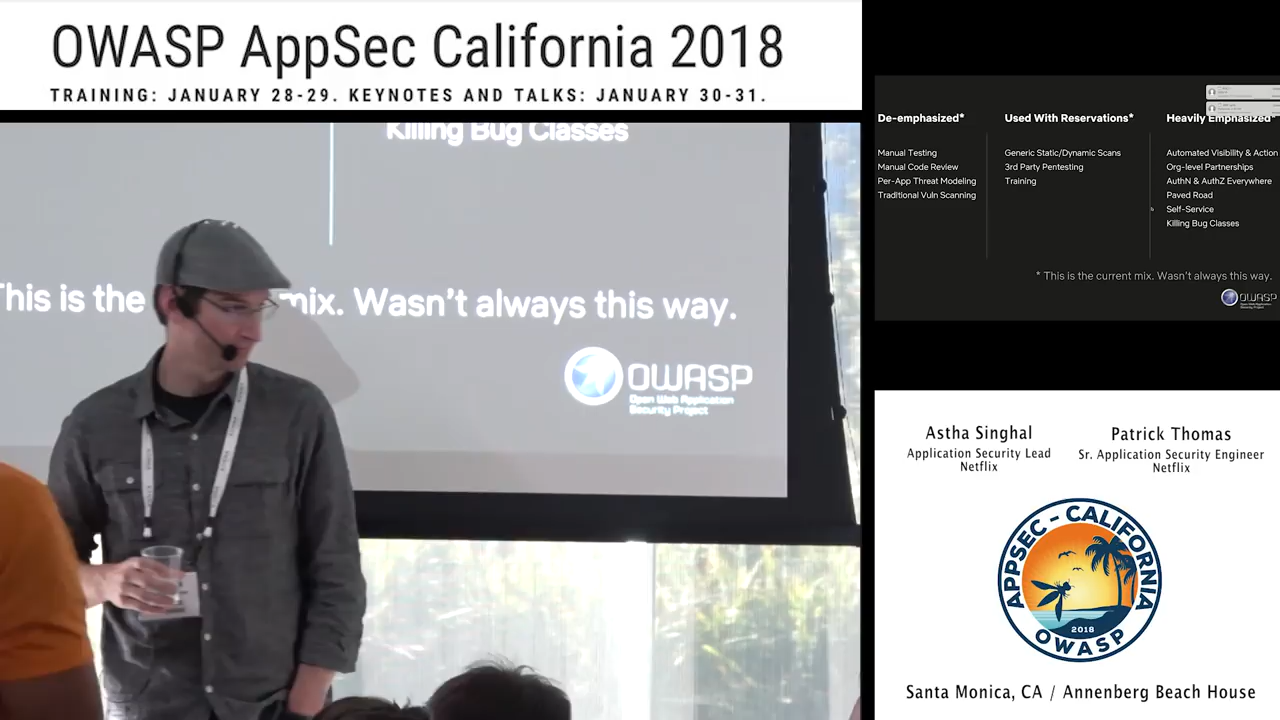 OWASP AppSec California 2018
TRAINING: JANUARY 28-29. KEYNOTES AND TALKS: JANUARY 30-31.
Killing Bug Classes
This is the
mix. Wasn't always this way.
OWASP
Open Web Application
Security Project
De-emphasized*
Manual Testing
Manual Code Review
Per-App Threat Modeling
Traditional Vuln Scanning
Used With Reservations*
Generic Static/Dynamic Scans
3rd Party Pentesting
Training
Heavily Emphasized*
Automated Visibility & Action
Org-level Partnerships
AuthN & AuthZ Everywhere
Paved Road
Self-Service
Killing Bug Classes
* This is the current mix. Wasn't always this way.
OWASP
Open Web Application
Security Project
Astha Singhal
Application Security Lead
Netflix
Patrick Thomas
Sr. Application Security Engineer
Netflix
APPSEC - CALIFORNIA
2018
OWASP
Santa Monica, CA / Annenberg Beach House